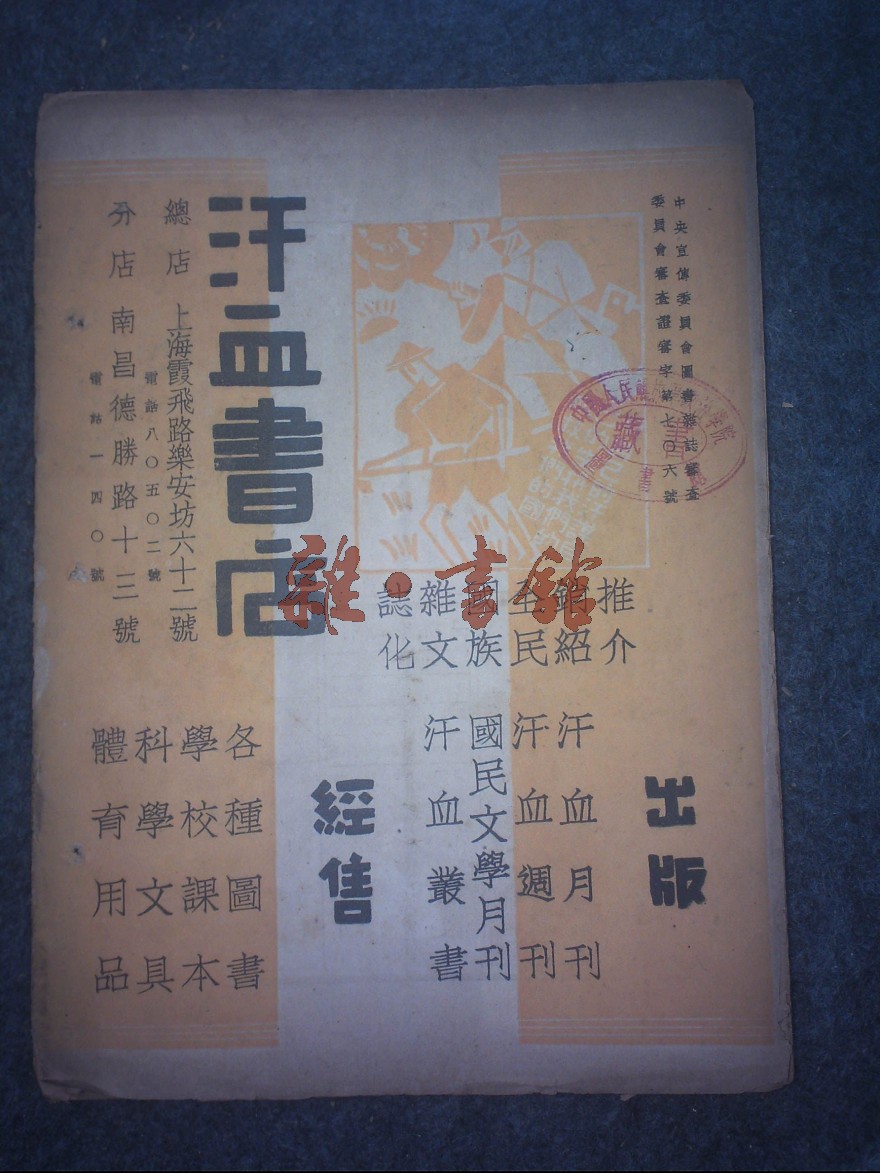 中央宣傳委員會圖書雜誌審查
委員會審查證審字第七〇六號
推介
銷紹
全民
國族
雜文
誌化
出版
汗血月刊
汗血週刊
國民文學月刊
汗血叢書
經售
各種圖書
學校課本
科學文具
體育用品
汗血書店
總店 上海霞飛路樂安坊六十二號
電話八〇五〇二號
分店 南昌德勝路十三號
電話一四〇號
雜·書館